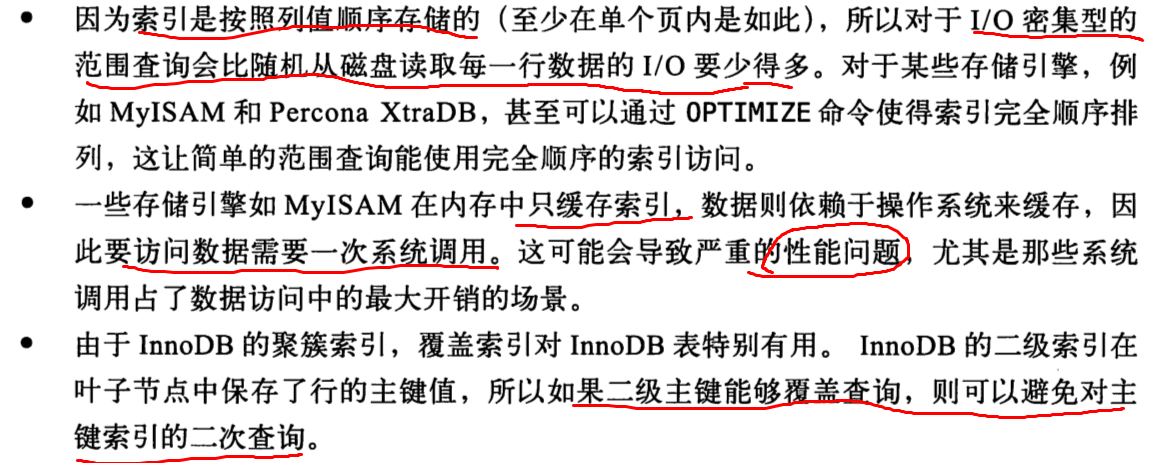 • 因为索引是按照列值顺序存储的（至少在单个页内是如此），所以对于 I/O 密集型的
范围查询会比随机从磁盘读取每一行数据的 I/O 要少得多。对于某些存储引擎，例
如 MyISAM 和 Percona XtraDB，甚至可以通过 OPTIMIZE 命令使得索引完全顺序排
列，这让简单的范围查询能使用完全顺序的索引访问。
• 一些存储引擎如 MyISAM 在内存中只缓存索引，数据则依赖于操作系统来缓存，因
此要访问数据需要一次系统调用。这可能会导致严重的性能问题，尤其是那些系统
调用占了数据访问中的最大开销的场景。
• 由于 InnoDB 的聚簇索引，覆盖索引对 InnoDB 表特别有用。 InnoDB 的二级索引在
叶子节点中保存了行的主键值，所以如果二级主键能够覆盖查询，则可以避免对主
键索引的二次查询。